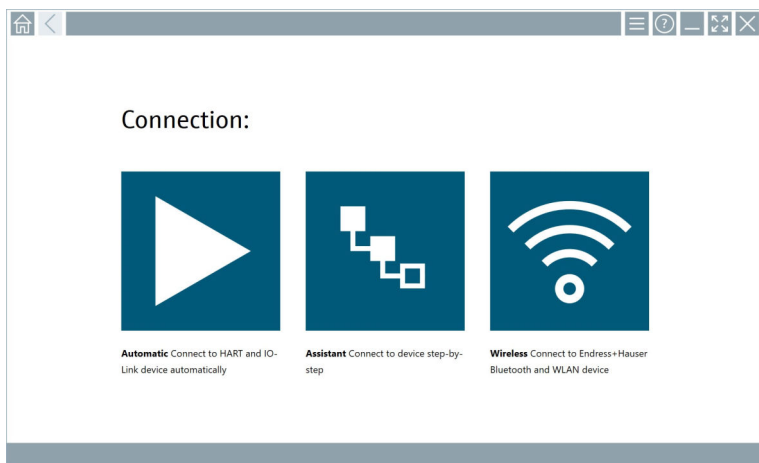 Connection:
Automatic Connect to HART and IO-
Link device automatically
Assistant Connect to device step-by-
step
Wireless Connect to Endress+Hauser
Bluetooth and WLAN device